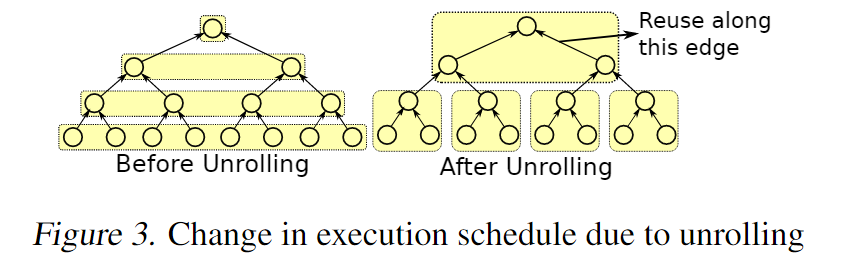 Reuse along
this edge
Before Unrolling
After Unrolling
Figure 3. Change in execution schedule due to unrolling